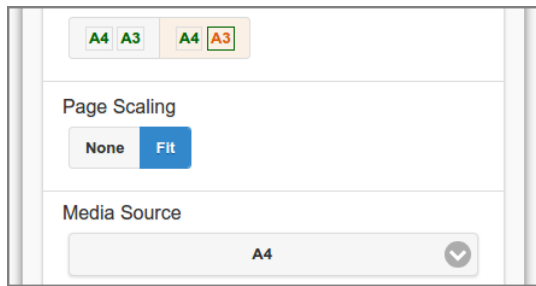 A4 A3 A4 A3
Page Scaling
None Fit
Media Source
A4